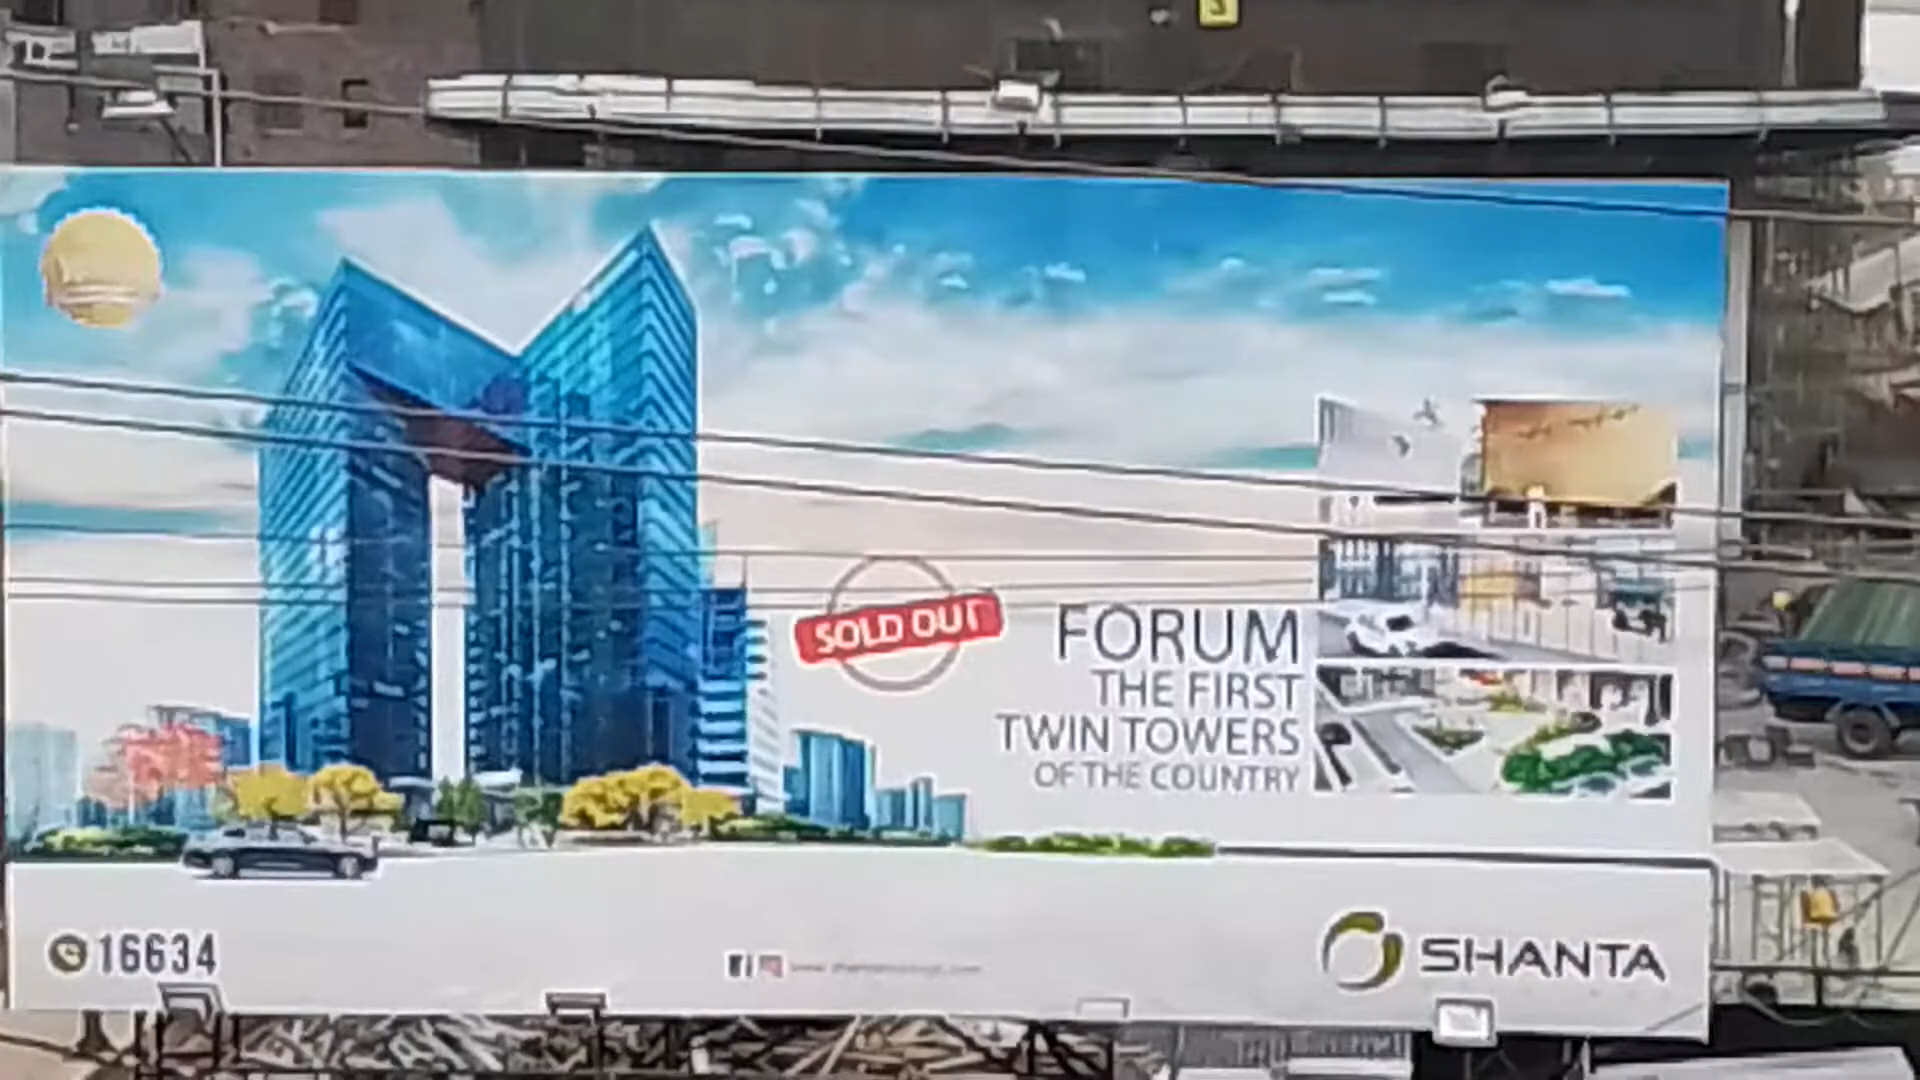 SOLD OUT
FORUM
THE FIRST
TWIN TOWERS
OF THE COUNTRY
16634
SHANTA